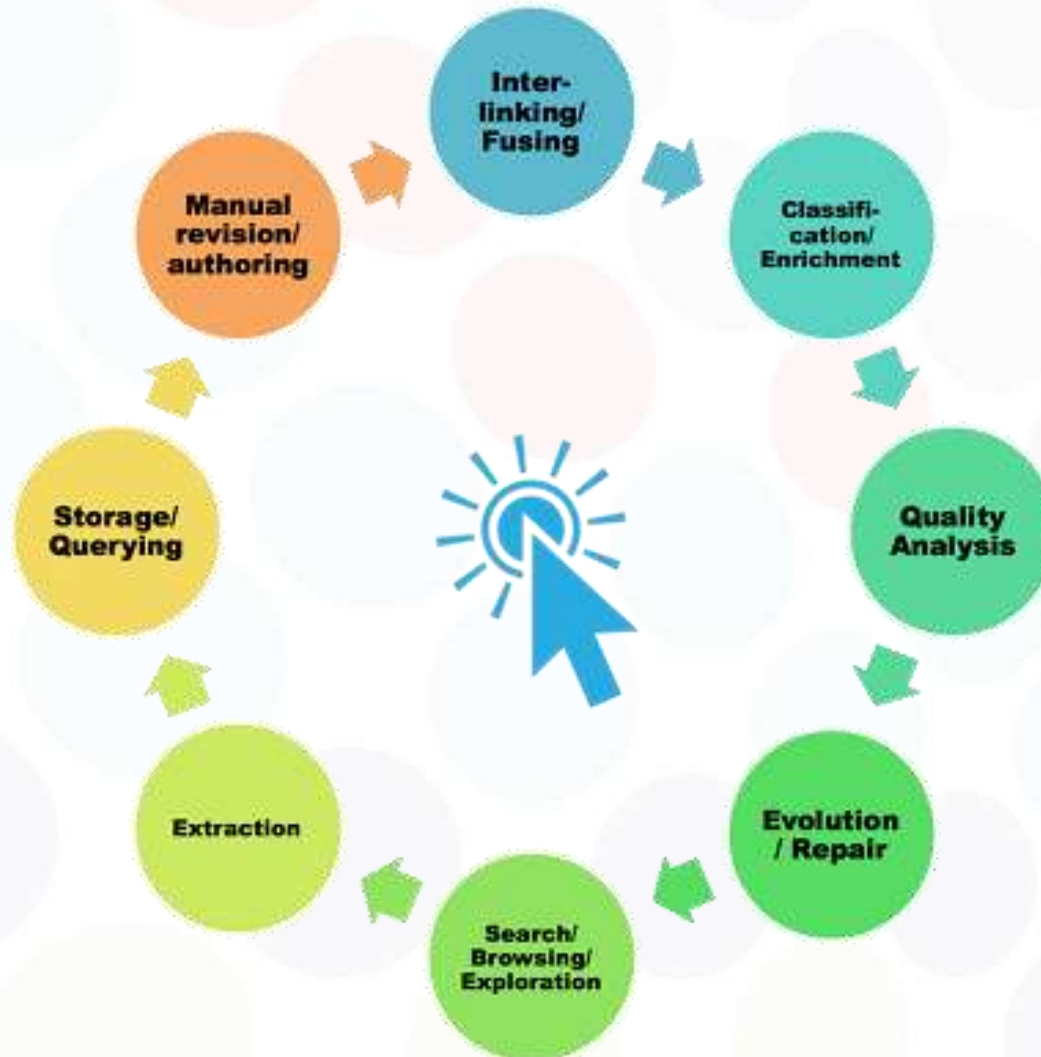 Inter-
linking/
Fusing
Classifi-
cation/
Enrichment
Quality
Analysis
Evolution
/ Repair
Search/
Browsing/
Exploration
Extraction
Storage/
Querying
Manual
revision/
authoring